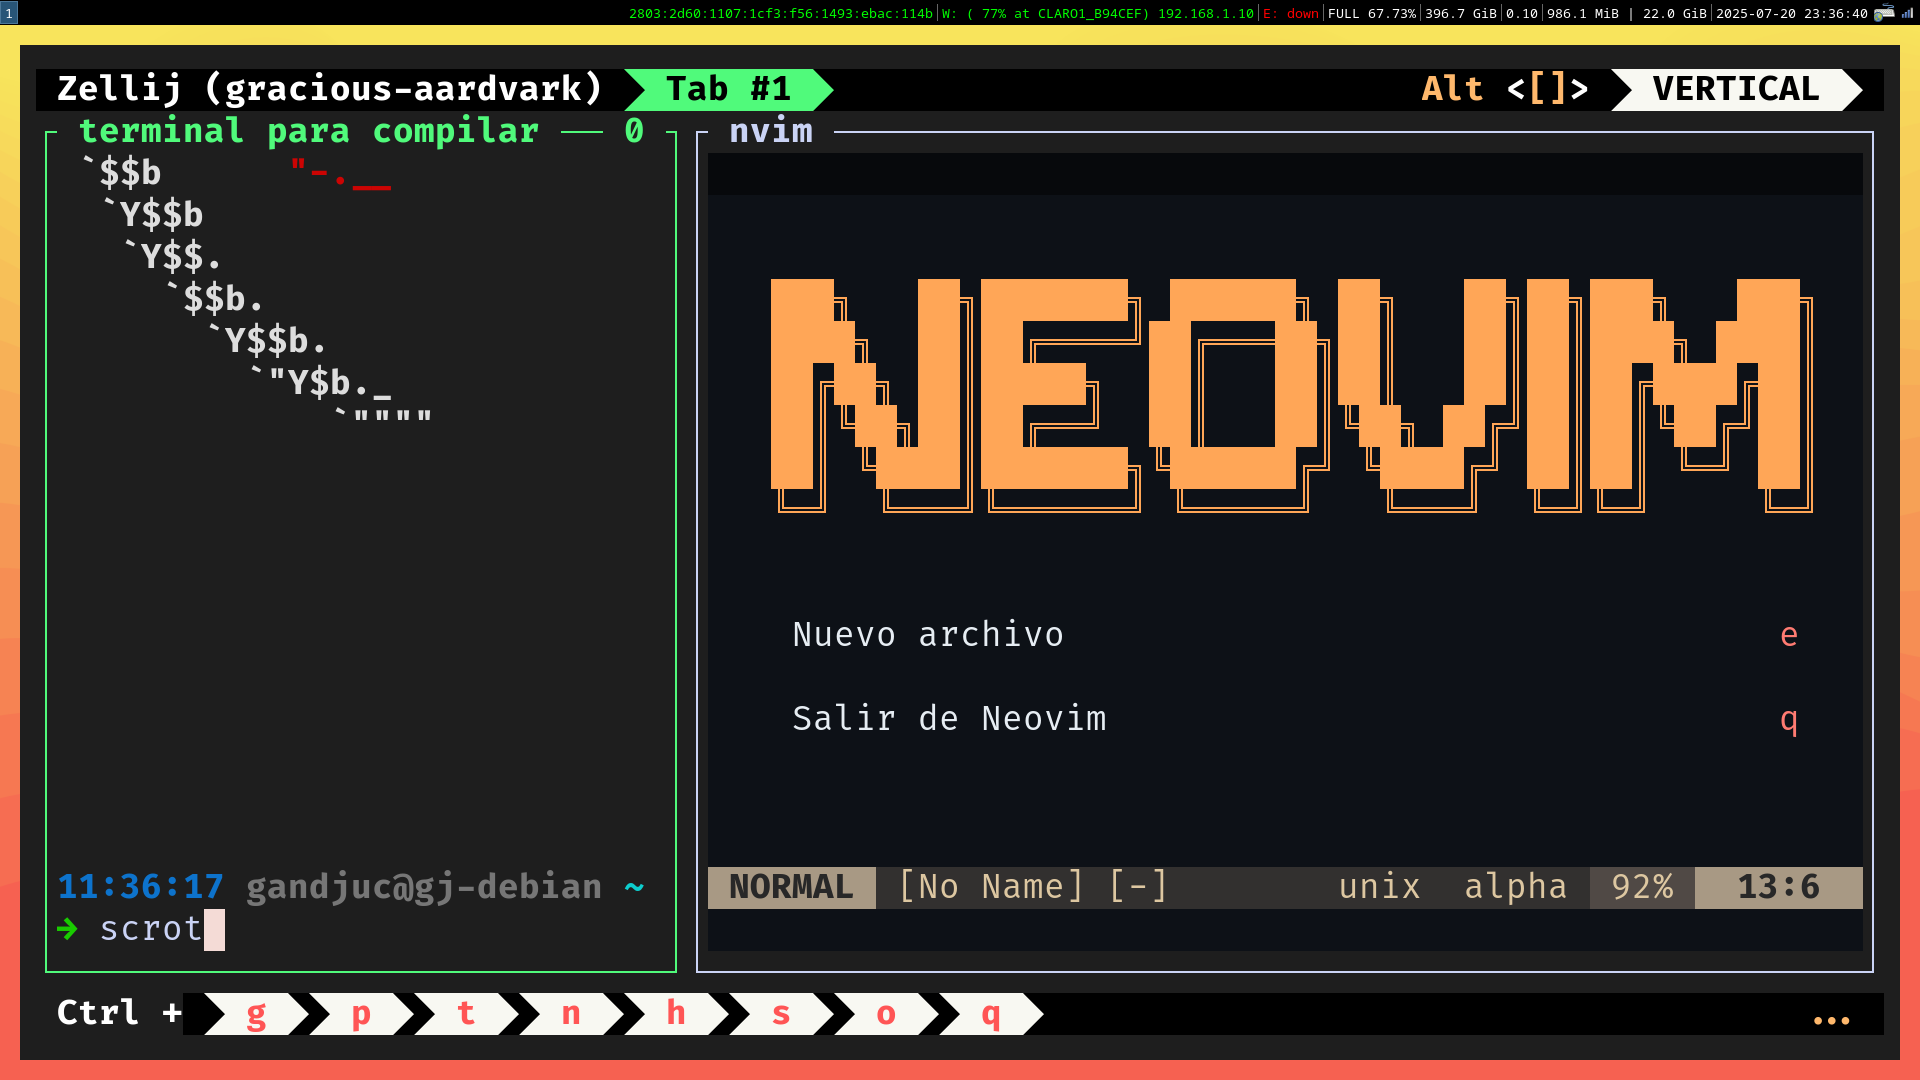 1 2803:2d60:1107:1cf3:f56:1493:ebac:114b|W: ( 77% at CLARO1_B94CEF) 192.168.1.10|E: down|FULL 67.73%|396.7 GiB|0.10|986.1 MiB | 22.0 GiB|2025-07-20 23:36:40
Zellij (gracious-aardvark) Tab #1 Alt <[]> VERTICAL
terminal para compilar 0 nvim
`$$b "-.__
`Y$$b
`Y$$.
`$$b.
`Y$$b.
`"Y$b._
`""""
NEOVIM
Nuevo archivo e
Salir de Neovim q
11:36:17 gandjuc@gj-debian ~
➜ scrot
NORMAL [No Name] [-] unix alpha 92% 13:6
Ctrl + g p t n h s o q ...